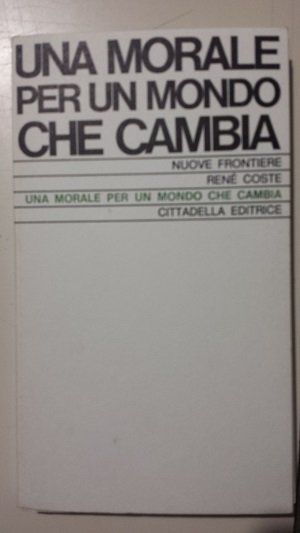 UNA MORALE
PER UN MONDO
CHE CAMBIA
NUOVE FRONTIERE
RENÉ COSTE
UNA MORALE PER UN MONDO CHE CAMBIA
CITTADELLA EDITRICE